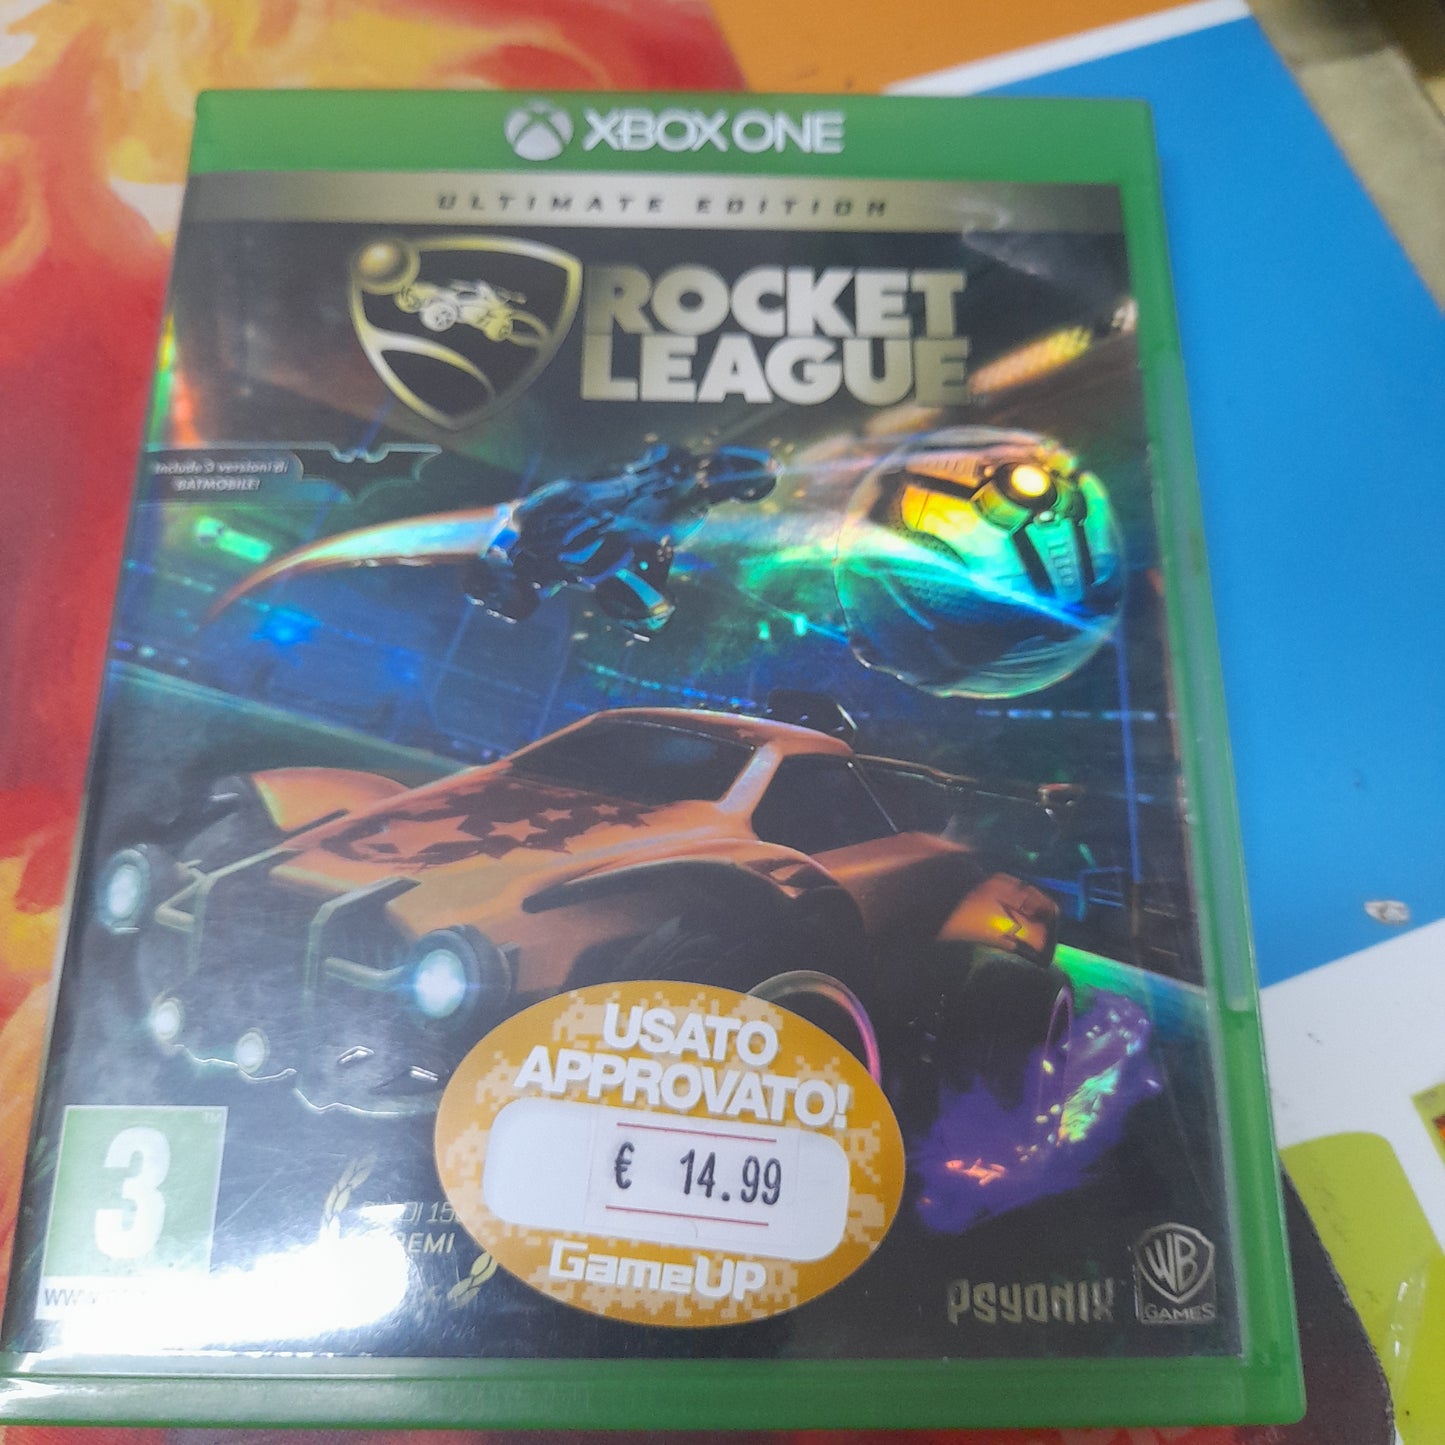 XBOX ONE
ULTIMATE EDITION
ROCKET
LEAGUE
Include 3 versioni di
BATMOBILE!
USATO
APPROVATO!
€ 14.99
GameUP
3
TM
PSYONIX
WB
GAMES